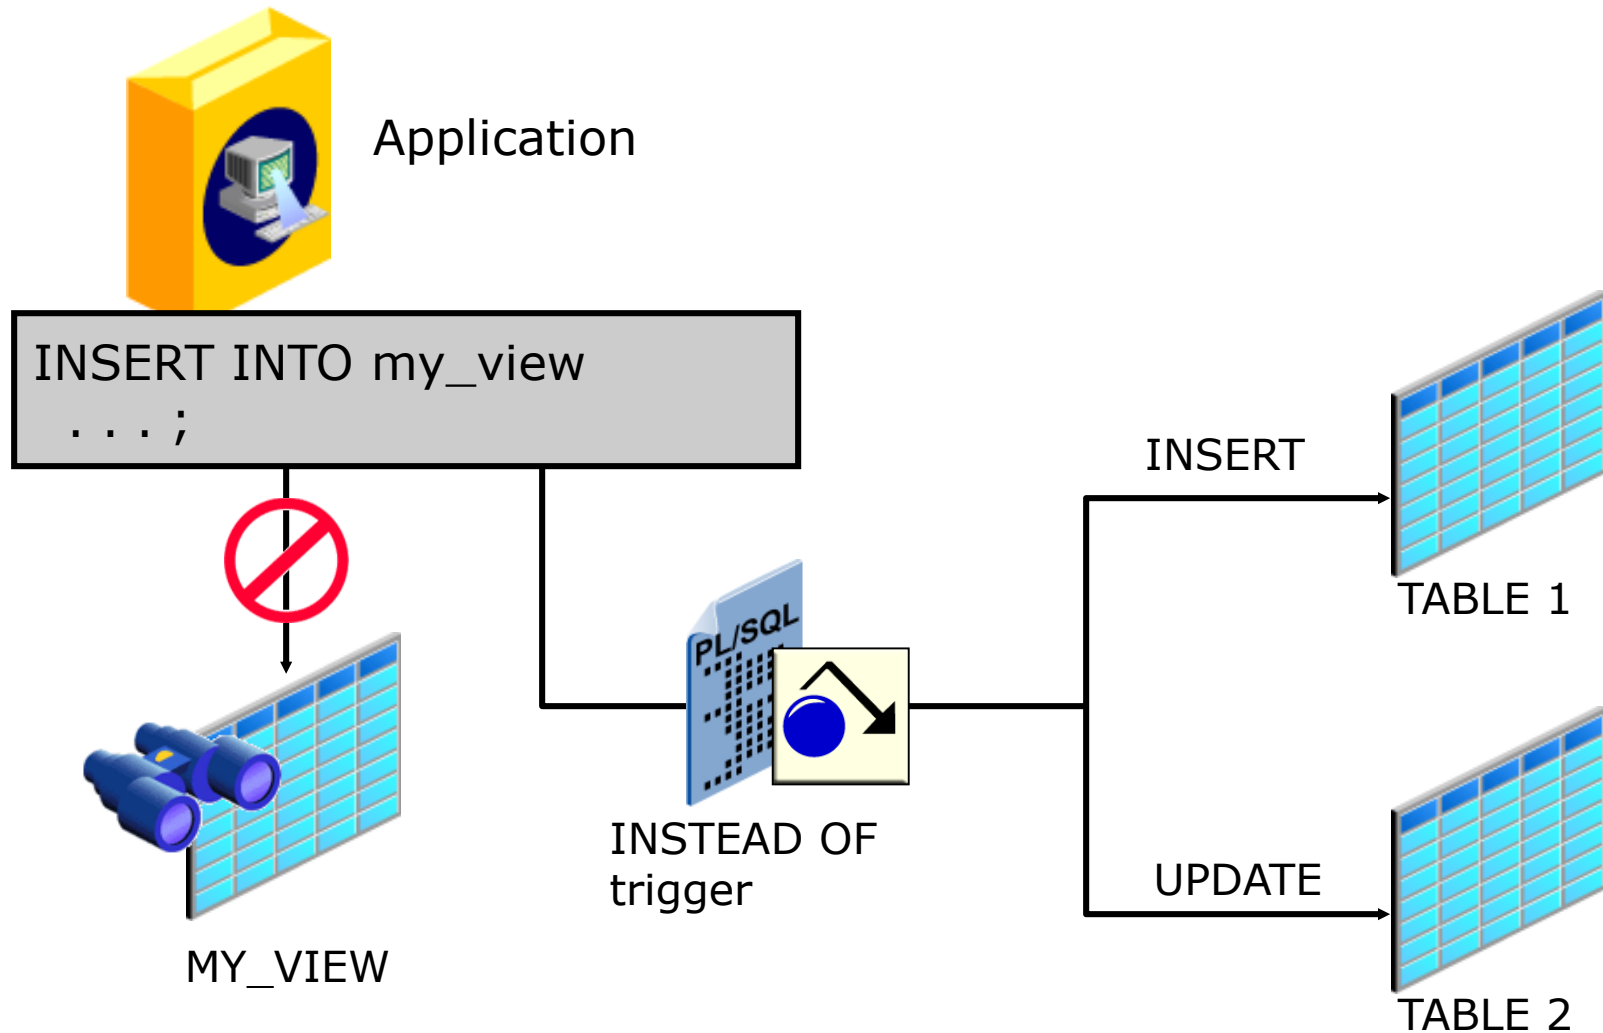 Application
INSERT INTO my_view
. . . ;
INSERT
TABLE 1
PL/SQL
INSTEAD OF
trigger
UPDATE
MY_VIEW
TABLE 2